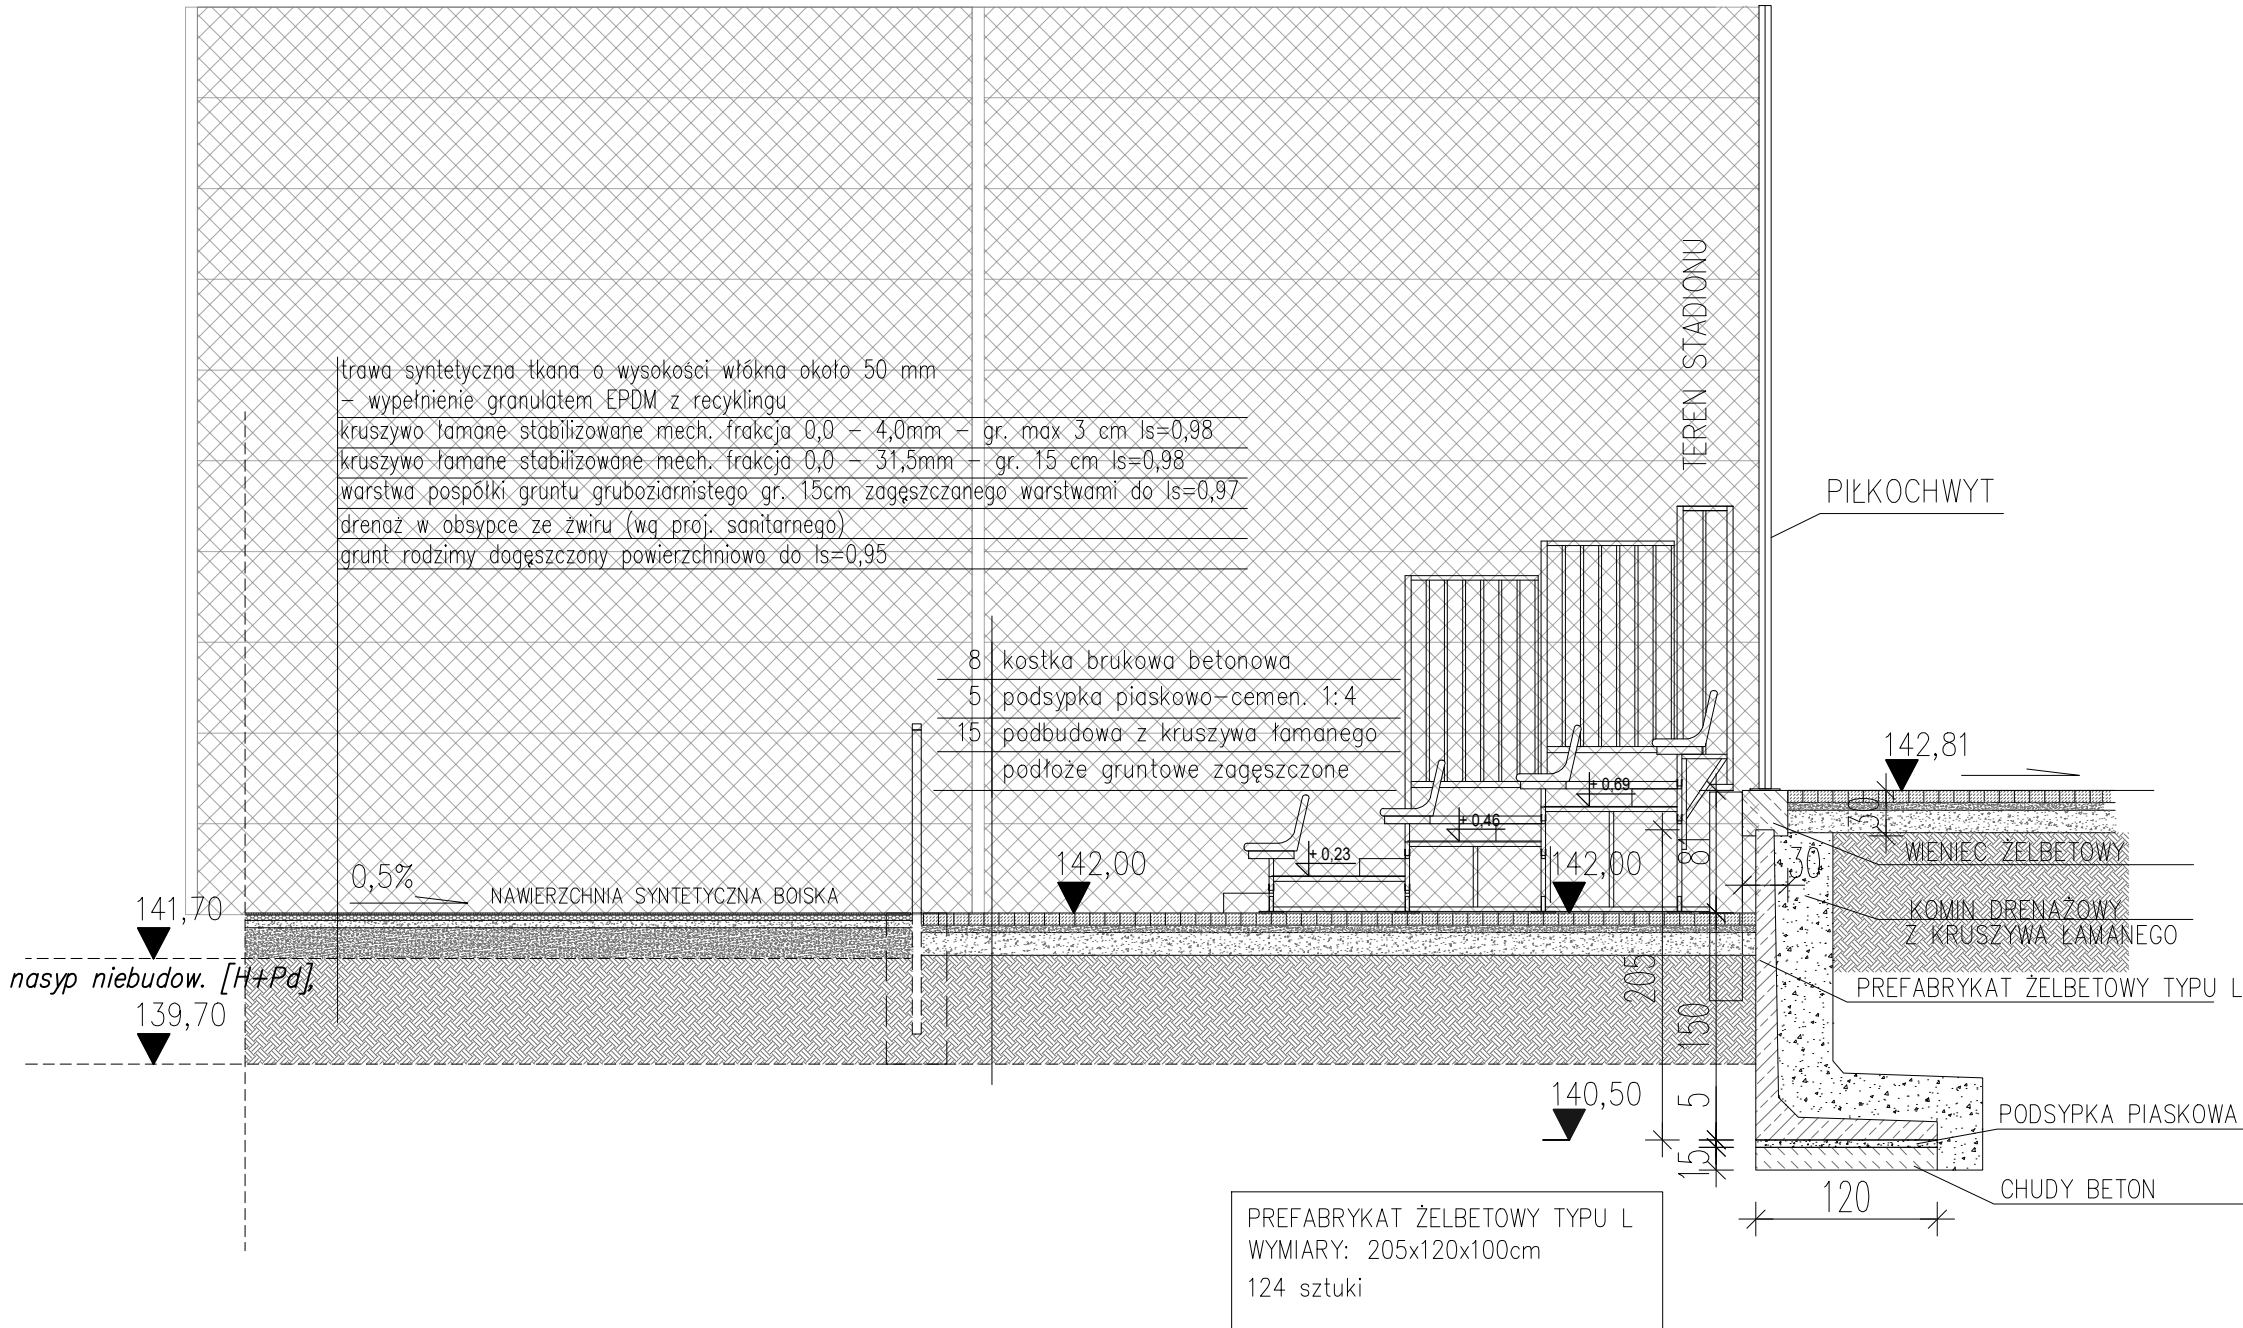 TEREN STADIONU
trawa syntetyczna tkana o wysokości włókna około 50 mm
– wypełnienie granulatem EPDM z recyklingu
kruszywo łamane stabilizowane mech. frakcja 0,0 – 4,0mm – gr. max 3 cm Is=0,98
kruszywo łamane stabilizowane mech. frakcja 0,0 – 31,5mm – gr. 15 cm Is=0,98
warstwa pospółki gruntu gruboziarnistego gr. 15cm zagęszczanego warstwami do Is=0,97
drenaż w obsypce ze żwiru (wg proj. sanitarnego)
grunt rodzimy dogęszczony powierzchniowo do Is=0,95
PIŁKOCHWYT
8 kostka brukowa betonowa
5 podsypka piaskowo-cemen. 1:4
15 podbudowa z kruszywa łamanego
podłoże gruntowe zagęszczone
142,81
30
+ 0,69
+ 0,46
+ 0,23
142,00
142,00
30
WIENIEC ŻELBETOWY
0,5%
NAWIERZCHNIA SYNTETYCZNA BOISKA
141,70
KOMIN DRENAŻOWY
Z KRUSZYWA ŁAMANEGO
nasyp niebudow. [H+Pd],
139,70
205
150
PREFABRYKAT ŻELBETOWY TYPU L
140,50
5
15
PODSYPKA PIASKOWA
CHUDY BETON
120
PREFABRYKAT ŻELBETOWY TYPU L
WYMIARY: 205x120x100cm
124 sztuki